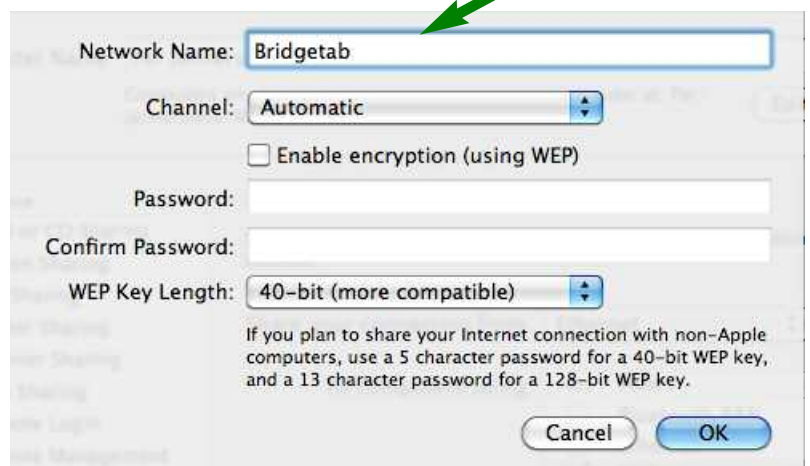 Network Name: Bridgetab
Channel: Automatic
Enable encryption (using WEP)
Password:
Confirm Password:
WEP Key Length: 40-bit (more compatible)
If you plan to share your Internet connection with non-Apple
computers, use a 5 character password for a 40-bit WEP key,
and a 13 character password for a 128-bit WEP key.
Cancel OK